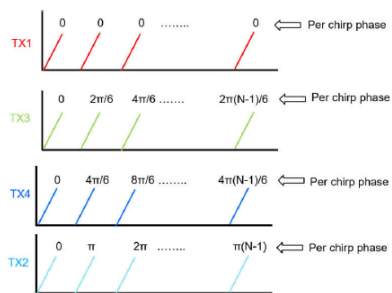 0 0 0 ........ 0 Per chirp phase
TX1
0 2π/6 4π/6 ....... 2π(N-1)/6 Per chirp phase
TX3
0 4π/6 8π/6 ........ 4π(N-1)/6 Per chirp phase
TX4
0 π 2π ........ π(N-1) Per chirp phase
TX2